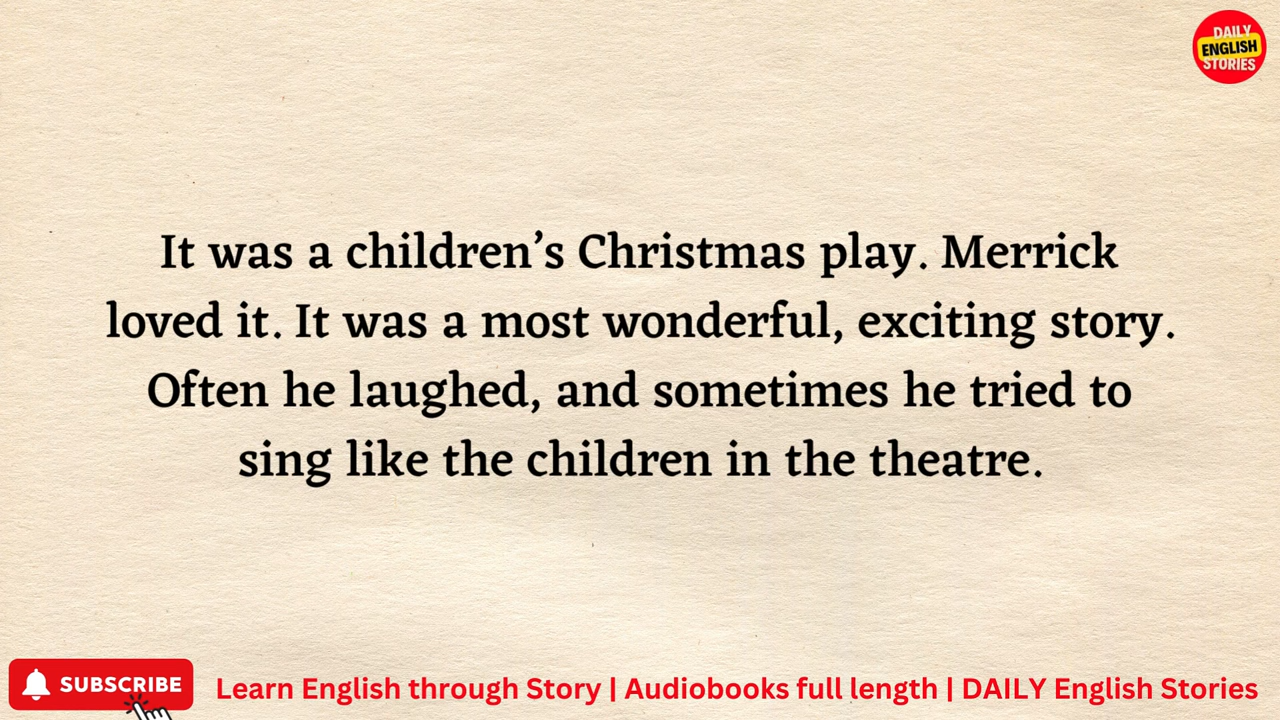 DAILY
ENGLISH
STORIES
It was a children’s Christmas play. Merrick
loved it. It was a most wonderful, exciting story.
Often he laughed, and sometimes he tried to
sing like the children in the theatre.
SUBSCRIBE
Learn English through Story | Audiobooks full length | DAILY English Stories